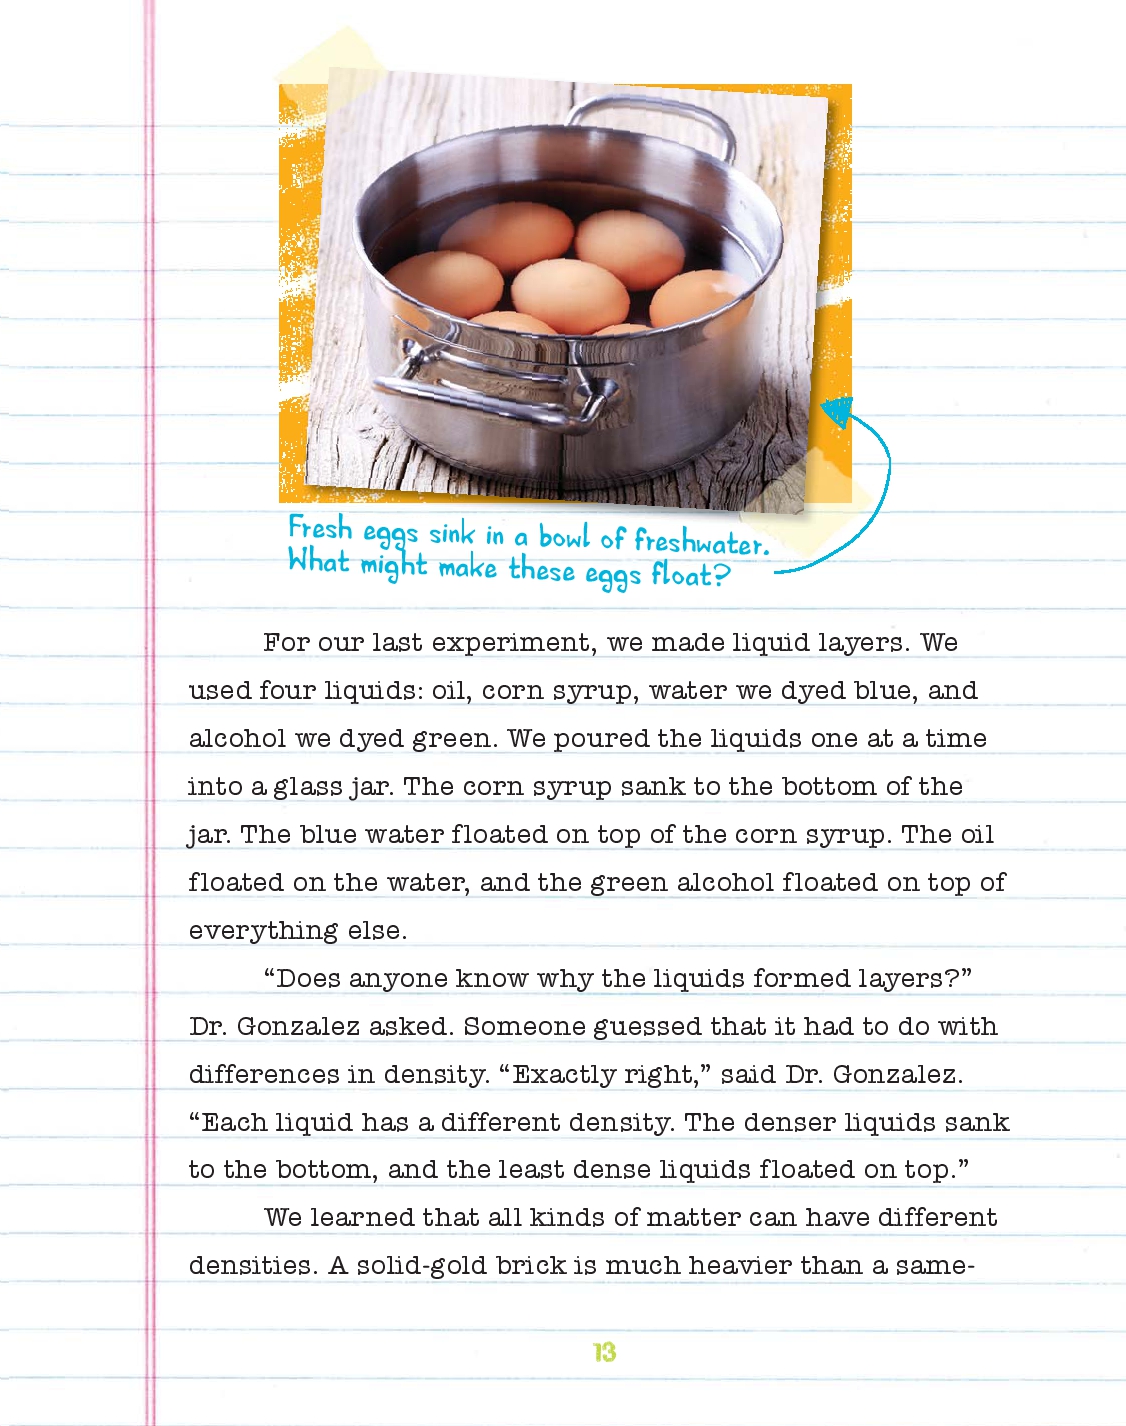 Fresh eggs sink in a bowl of freshwater.
What might make these eggs float?
For our last experiment, we made liquid layers. We
used four liquids: oil, corn syrup, water we dyed blue, and
alcohol we dyed green. We poured the liquids one at a time
into a glass jar. The corn syrup sank to the bottom of the
jar. The blue water floated on top of the corn syrup. The oil
floated on the water, and the green alcohol floated on top of
everything else.
“Does anyone know why the liquids formed layers?”
Dr. Gonzalez asked. Someone guessed that it had to do with
differences in density. “Exactly right,” said Dr. Gonzalez.
“Each liquid has a different density. The denser liquids sank
to the bottom, and the least dense liquids floated on top.”
We learned that all kinds of matter can have different
densities. A solid-gold brick is much heavier than a same-
13